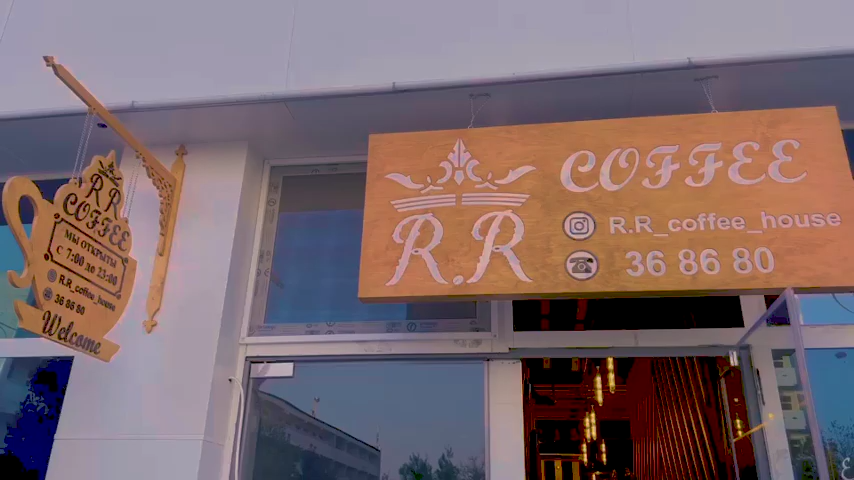 R.R
COFFEE
R.R_coffee_house
36 86 80
R R
COFFEE
МЫ ОТКРЫТЫ
С 7:00 до 23:00
R.R_coffee_house
36 86 80
Welcome